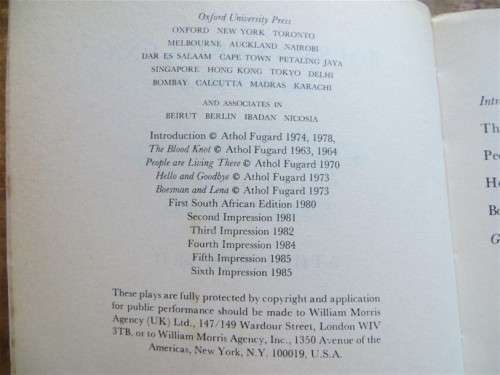 Oxford University Press
OXFORD NEW YORK TORONTO
MELBOURNE AUCKLAND NAIROBI
DAR ES SALAAM CAPE TOWN PETALING JAYA
SINGAPORE HONG KONG TOKYO DELHI
BOMBAY CALCUTTA MADRAS KARACHI
AND ASSOCIATES IN
BEIRUT BERLIN IBADAN NICOSIA
Introduction © Athol Fugard 1974, 1978,
The Blood Knot © Athol Fugard 1963, 1964
People are Living There © Athol Fugard 1970
Hello and Goodbye © Athol Fugard 1973
Boesman and Lena © Athol Fugard 1973
First South African Edition 1980
Second Impression 1981
Third Impression 1982
Fourth Impression 1984
Fifth Impression 1985
Sixth Impression 1985
These plays are fully protected by copyright and application
for public performance should be made to William Morris
Agency (UK) Ltd., 147/149 Wardour Street, London WIV
3TB, or to William Morris Agency, Inc., 1350 Avenue of the
Americas, New York, N.Y. 100019, U.S.A.
Intro
Th
Peo
He
Bo
G